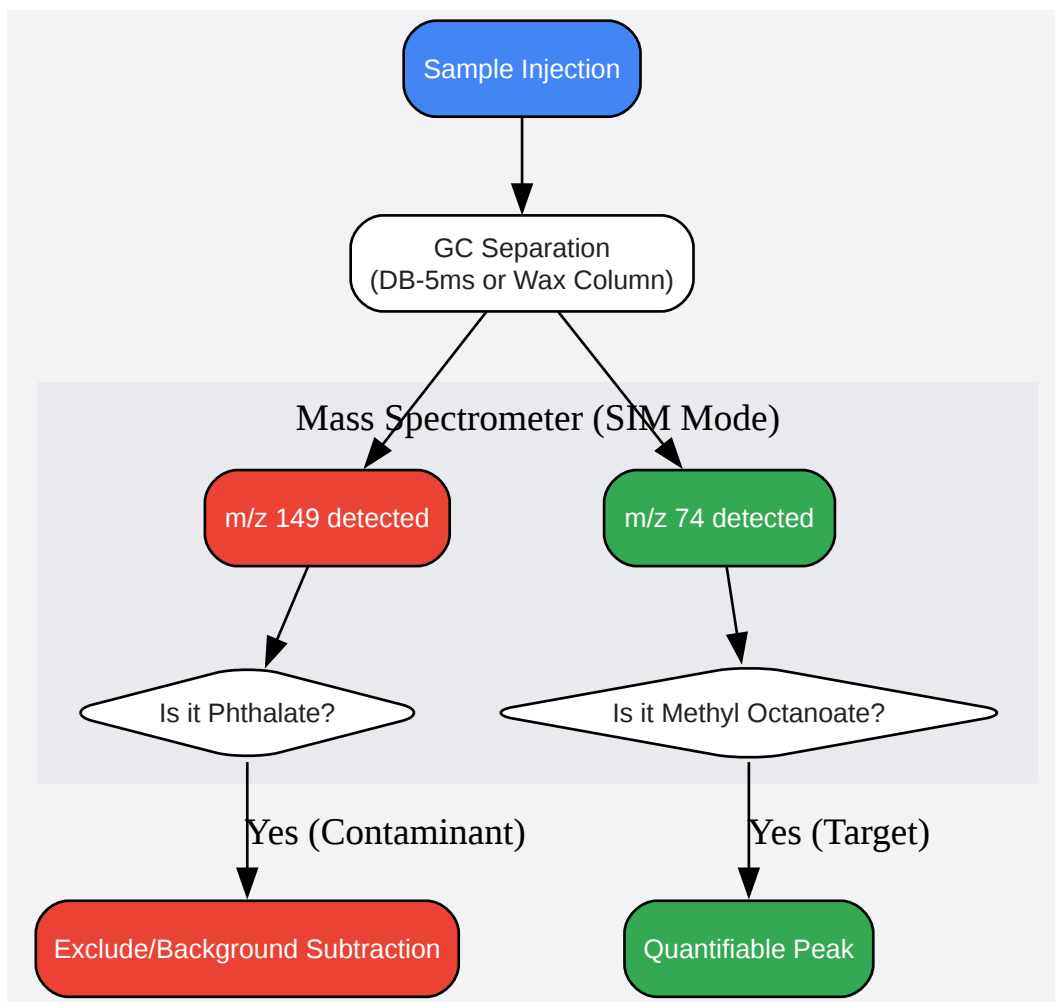 Sample Injection
GC Separation
(DB-5ms or Wax Column)
Mass Spectrometer (SIM Mode)
m/z 149 detected
m/z 74 detected
Is it Phthalate?
Is it Methyl Octanoate?
Yes (Contaminant)
Yes (Target)
Exclude/Background Subtraction
Quantifiable Peak